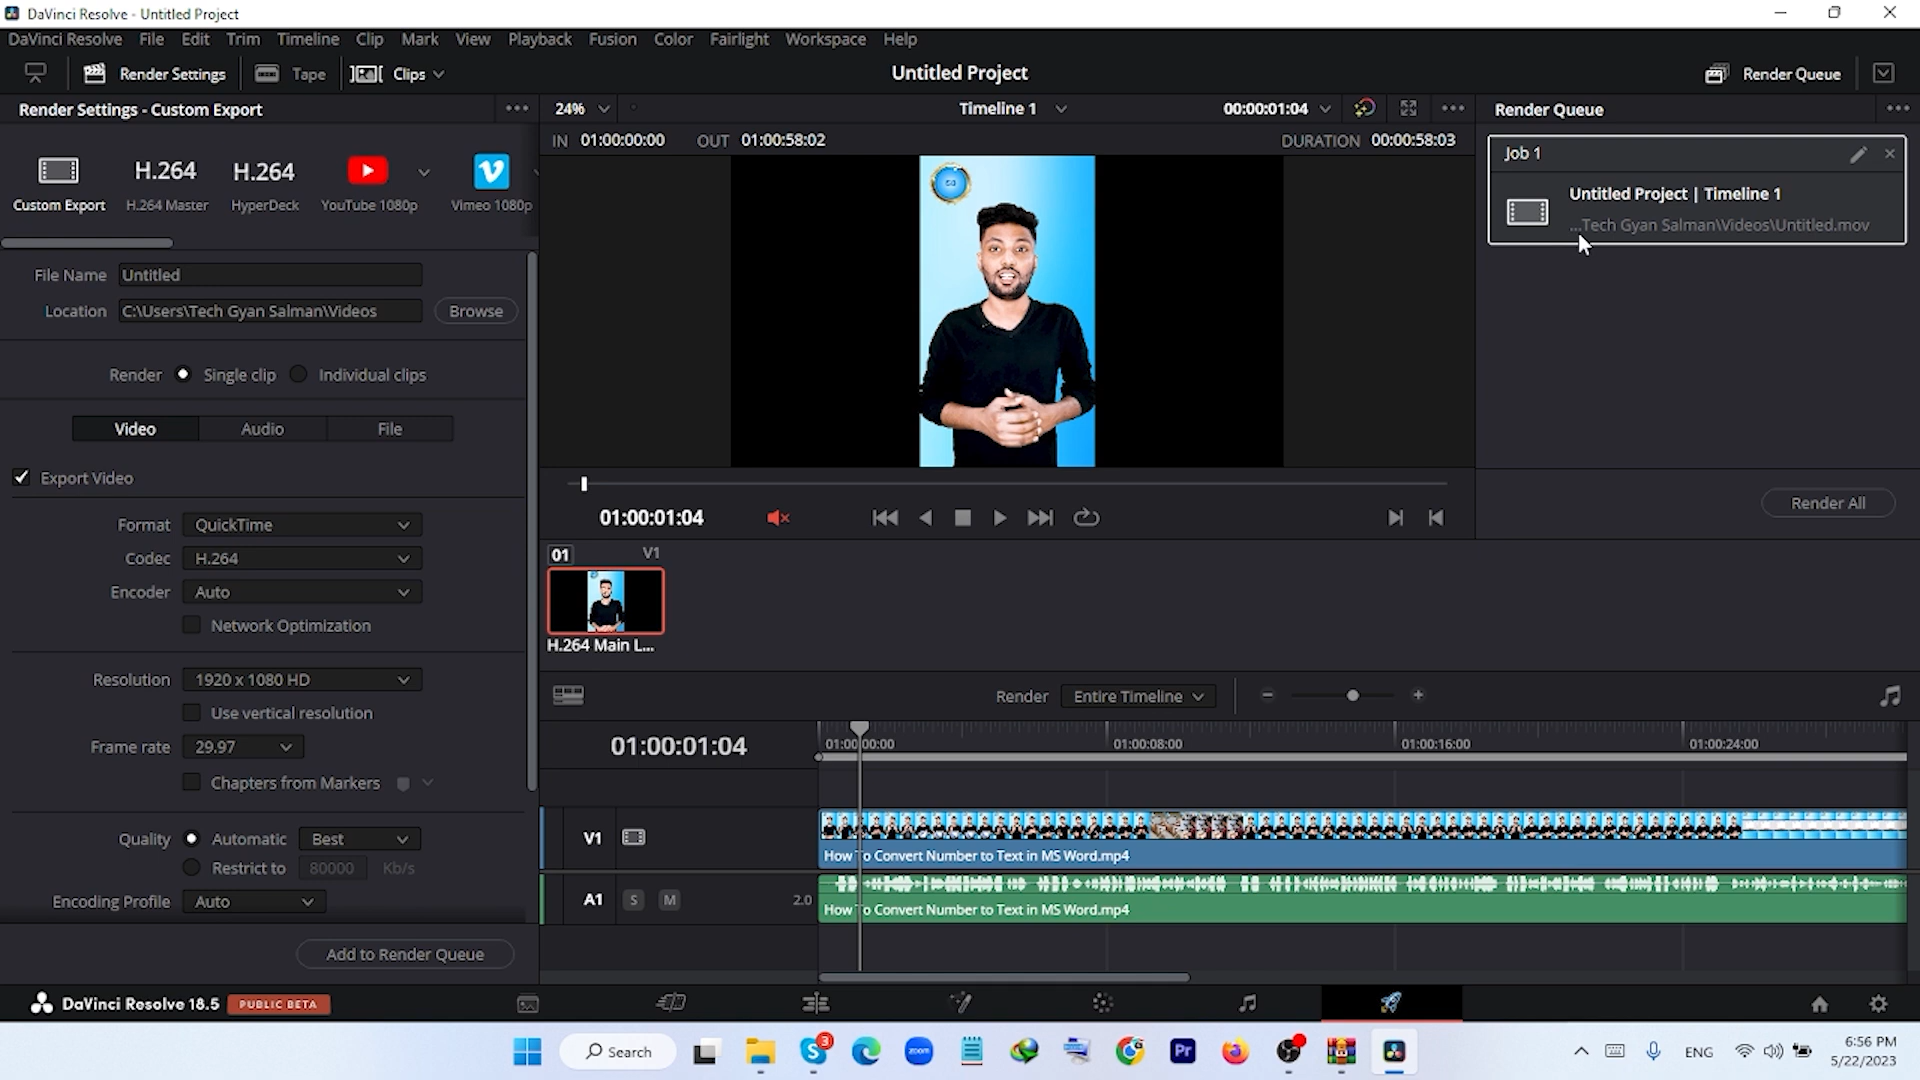 DaVinci Resolve - Untitled Project
DaVinci Resolve File Edit Trim Timeline Clip Mark View Playback Fusion Color Fairlight Workspace Help
Render Settings Tape Clips Untitled Project Render Queue
Render Settings - Custom Export 24% Timeline 1 00:00:01:04 Render Queue
IN 01:00:00:00 OUT 01:00:58:02 DURATION 00:00:58:03
Custom Export
H.264
H.264 Master
H.264
HyperDeck
YouTube 1080p
Vimeo 1080p
Job 1
Untitled Project | Timeline 1
...Tech Gyan Salman\Videos\Untitled.mov
Render All
File Name Untitled
Location C:\Users\Tech Gyan Salman\Videos Browse
Render Single clip Individual clips
Video Audio File
Export Video
Format QuickTime
Codec H.264
Encoder Auto
Network Optimization
Resolution 1920 x 1080 HD
Use vertical resolution
Frame rate 29.97
Chapters from Markers
Quality Automatic Best
Restrict to 80000 Kb/s
Encoding Profile Auto
Add to Render Queue
01:00:01:04
01 V1
H.264 Main L...
Render Entire Timeline
01:00:01:04 01:00:00:00 01:00:08:00 01:00:16:00 01:00:24:00
V1
How To Convert Number to Text in MS Word.mp4
A1 S M 2.0
How To Convert Number to Text in MS Word.mp4
DaVinci Resolve 18.5 PUBLIC BETA
Search 3 zoom Pr ENG 6:56 PM
5/22/2023